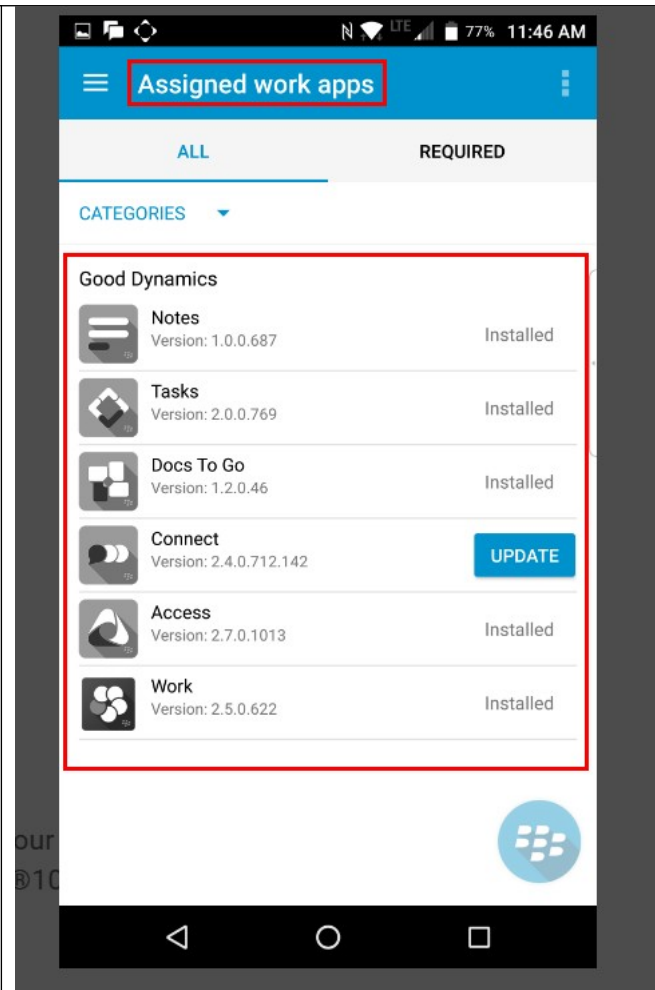 LTE 77% 11:46 AM
Assigned work apps
ALL REQUIRED
CATEGORIES
Good Dynamics
Notes
Version: 1.0.0.687
Installed
Tasks
Version: 2.0.0.769
Installed
Docs To Go
Version: 1.2.0.46
Installed
Connect
Version: 2.4.0.712.142
UPDATE
Access
Version: 2.7.0.1013
Installed
Work
Version: 2.5.0.622
Installed
our
®10